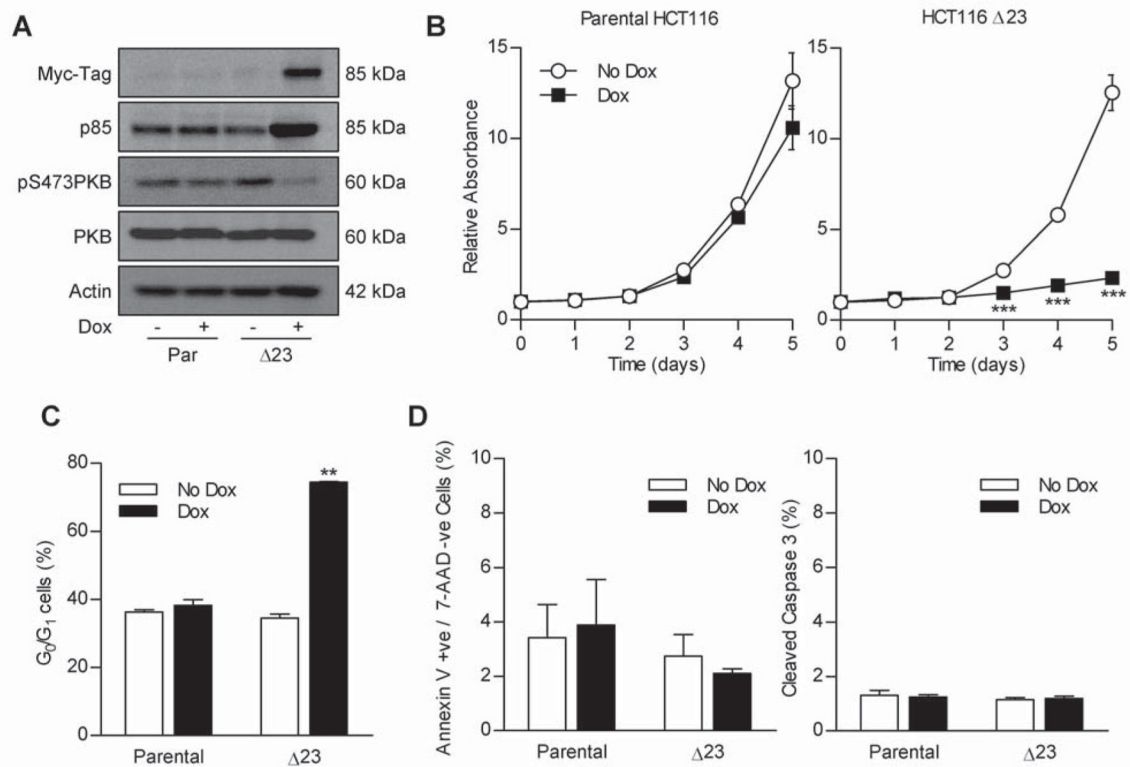 A
Myc-Tag 85 kDa
p85 85 kDa
pS473PKB 60 kDa
PKB 60 kDa
Actin 42 kDa
Dox - + - +
Par Δ23
B
Parental HCT116
Relative Absorbance
15
10
5
0
No Dox
Dox
0 1 2 3 4 5
Time (days)
HCT116 Δ23
15
10
5
0
*** *** ***
0 1 2 3 4 5
Time (days)
C
G0/G1 cells (%)
80
60
40
20
0
No Dox
Dox
**
Parental Δ23
D
Annexin V +ve / 7-AAD -ve Cells (%)
10
8
6
4
2
0
No Dox
Dox
Parental Δ23
Cleaved Caspase 3 (%)
10
8
6
4
2
0
No Dox
Dox
Parental Δ23